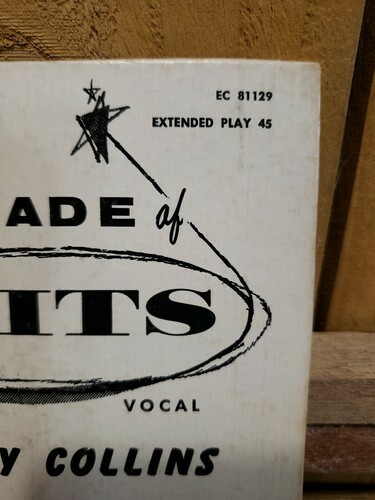 EC 81129
EXTENDED PLAY 45
ADE of
ITS
VOCAL
Y COLLINS